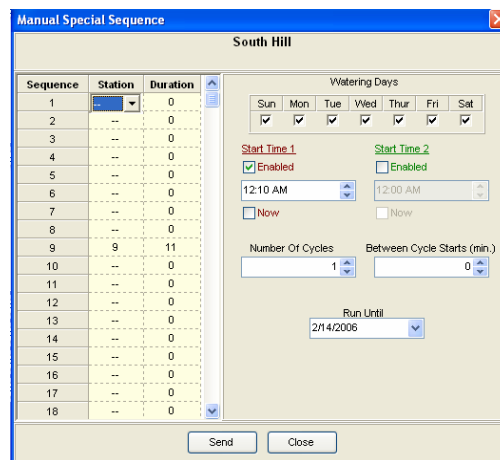 Manual Special Sequence
South Hill
Sequence Station Duration
1 -- 0
2 -- 0
3 -- 0
4 -- 0
5 -- 0
6 -- 0
7 -- 0
8 -- 0
9 9 11
10 -- 0
11 -- 0
12 -- 0
13 -- 0
14 -- 0
15 -- 0
16 -- 0
17 -- 0
18 -- 0
Watering Days
Sun Mon Tue Wed Thur Fri Sat
Start Time 1 Start Time 2
Enabled Enabled
12:10 AM 12:00 AM
Now Now
Number Of Cycles Between Cycle Starts (min.)
1 0
Run Until
2/14/2006
Send Close